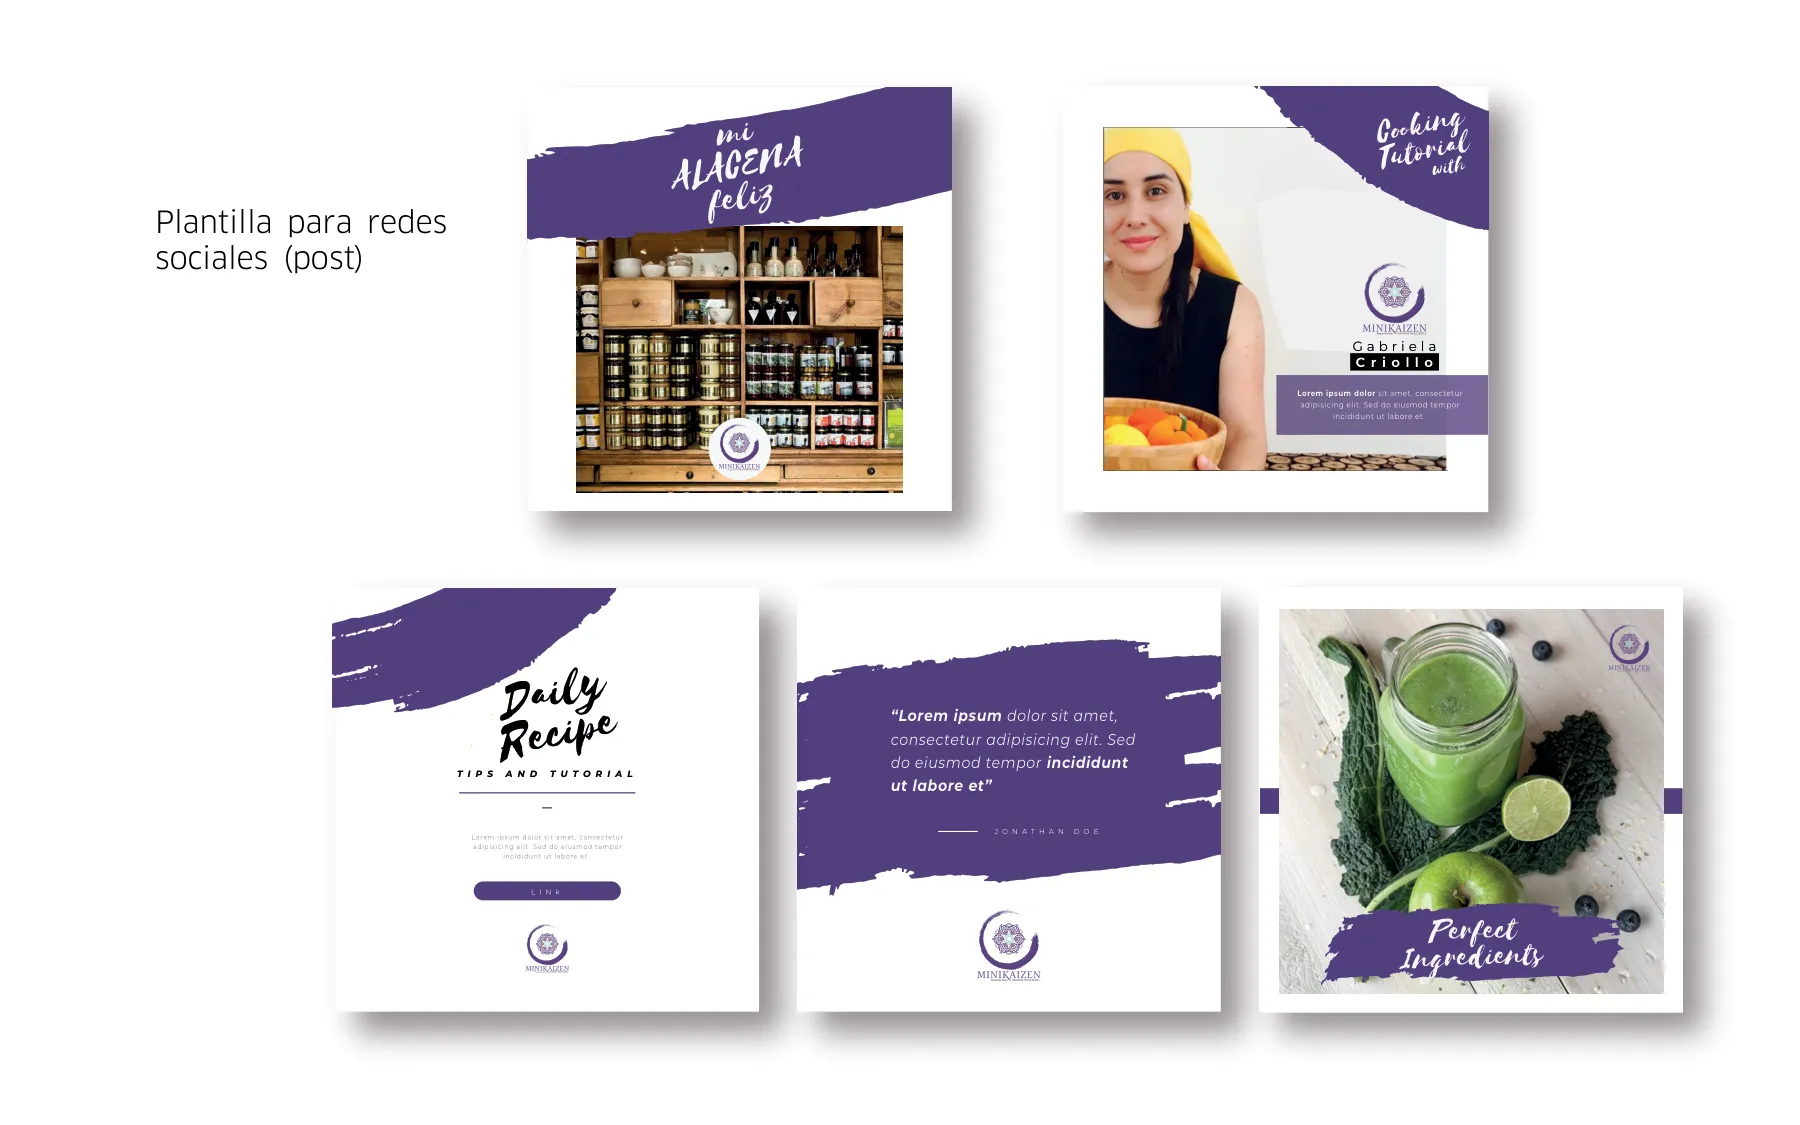 Plantilla para redes
sociales (post)
mi
ALACENA
feliz
MINIKAIZEN
Cooking
Tutorial
with
MINIKAIZEN
Gabriela
Criollo
Lorem ipsum dolor sit amet, consectetur
adipisicing elit. Sed do eiusmod tempor
incididunt ut labore et
Daily
Recipe
TIPS AND TUTORIAL
Lorem ipsum dolor sit amet, consectetur
adipisicing elit. Sed do eiusmod tempor
incididunt ut labore et
Link
MINIKAIZEN
“Lorem ipsum dolor sit amet,
consectetur adipisicing elit. Sed
do eiusmod tempor incididunt
ut labore et”
JONATHAN DOE
MINIKAIZEN
MINIKAIZEN
Perfect
Ingredients